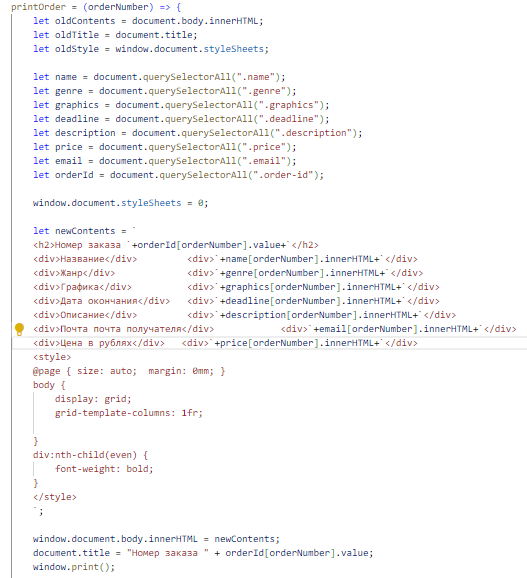 printOrder = (orderNumber) => {
let oldContents = document.body.innerHTML;
let oldTitle = document.title;
let oldStyle = window.document.styleSheets;
let name = document.querySelectorAll(".name");
let genre = document.querySelectorAll(".genre");
let graphics = document.querySelectorAll(".graphics");
let deadline = document.querySelectorAll(".deadline");
let description = document.querySelectorAll(".description");
let price = document.querySelectorAll(".price");
let email = document.querySelectorAll(".email");
let orderId = document.querySelectorAll(".order-id");
window.document.styleSheets = 0;
let newContents = `
<h2>Номер заказа `+orderId[orderNumber].value+`</h2>
<div>Название</div> <div>`+name[orderNumber].innerHTML+`</div>
<div>Жанр</div> <div>`+genre[orderNumber].innerHTML+`</div>
<div>Графика</div> <div>`+graphics[orderNumber].innerHTML+`</div>
<div>Дата окончания</div> <div>`+deadline[orderNumber].innerHTML+`</div>
<div>Описание</div> <div>`+description[orderNumber].innerHTML+`</div>
<div>Почта почта получателя</div> <div>`+email[orderNumber].innerHTML+`</div>
<div>Цена в рублях</div> <div>`+price[orderNumber].innerHTML+`</div>
<style>
@page { size: auto; margin: 0mm; }
body {
display: grid;
grid-template-columns: 1fr;
}
div:nth-child(even) {
font-weight: bold;
}
</style>
`;
window.document.body.innerHTML = newContents;
document.title = "Номер заказа " + orderId[orderNumber].value;
window.print();